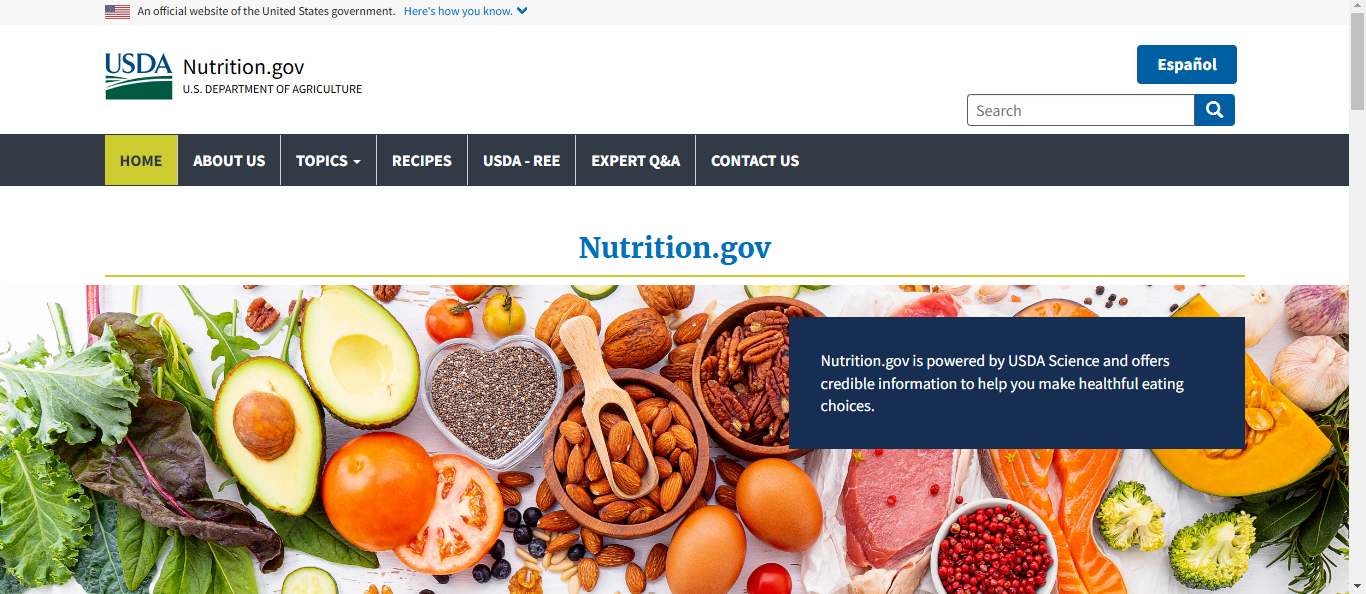 An official website of the United States government. Here's how you know.
USDA
Nutrition.gov
U.S. DEPARTMENT OF AGRICULTURE
Español
Search
HOME ABOUT US TOPICS RECIPES USDA - REE EXPERT Q&A CONTACT US
Nutrition.gov
Nutrition.gov is powered by USDA Science and offers
credible information to help you make healthful eating
choices.